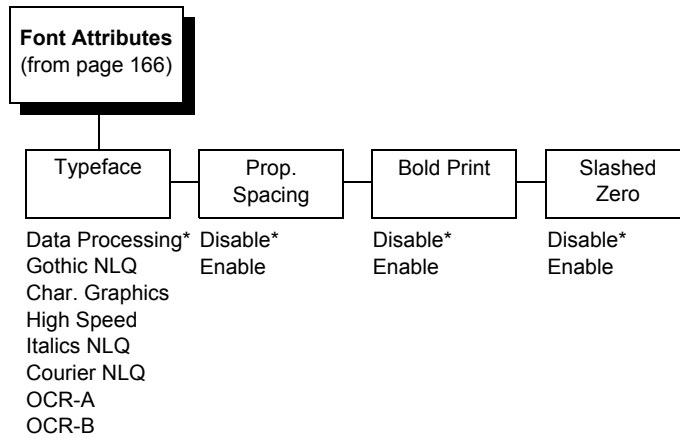 Font Attributes
(from page 166)
Typeface
Prop.
Spacing
Bold Print
Slashed
Zero
Data Processing*
Gothic NLQ
Char. Graphics
High Speed
Italics NLQ
Courier NLQ
OCR-A
OCR-B
Disable*
Enable
Disable*
Enable
Disable*
Enable